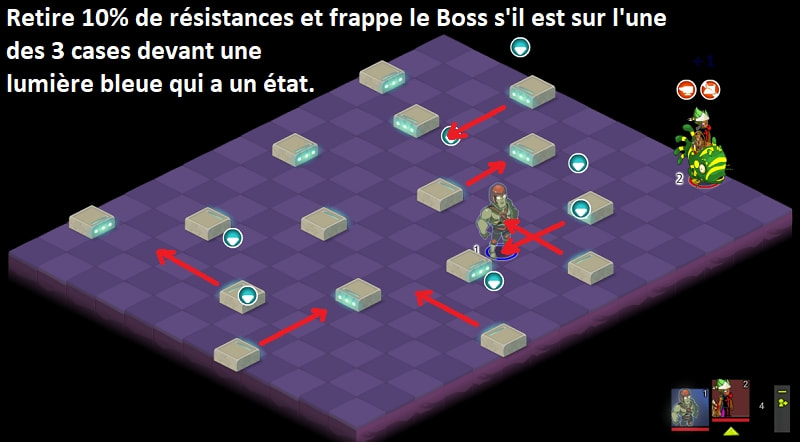 Retire 10% de résistances et frappe le Boss s'il est sur l'une
des 3 cases devant une
lumière bleue qui a un état.
+1
2
1
1
2
4